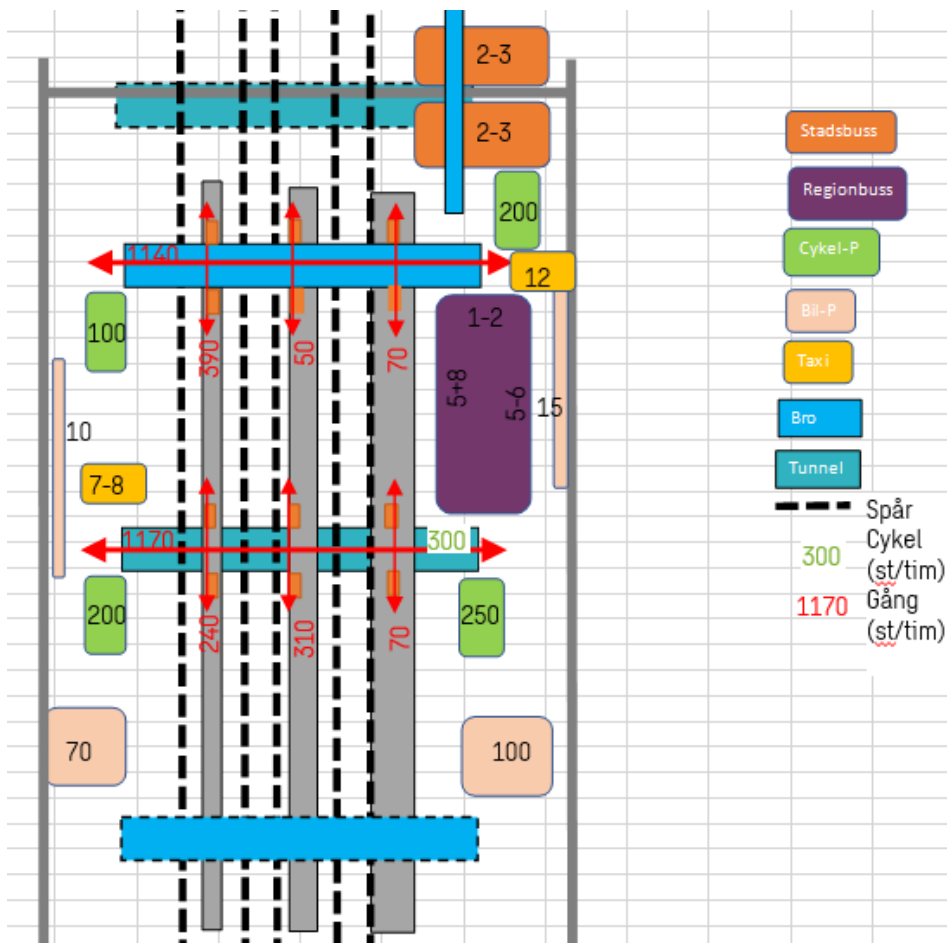 2-3
2-3
200
1140
12
100
390
50
70
1-2
5+8
5-6
15
10
7-8
1170
300
200
250
240
310
70
70
100
Stadsbuss
Regionbuss
Cykel-P
Bil-P
Taxi
Bro
Tunnel
Spår
300
Cykel
(st/tim)
1170
Gång
(st/tim)